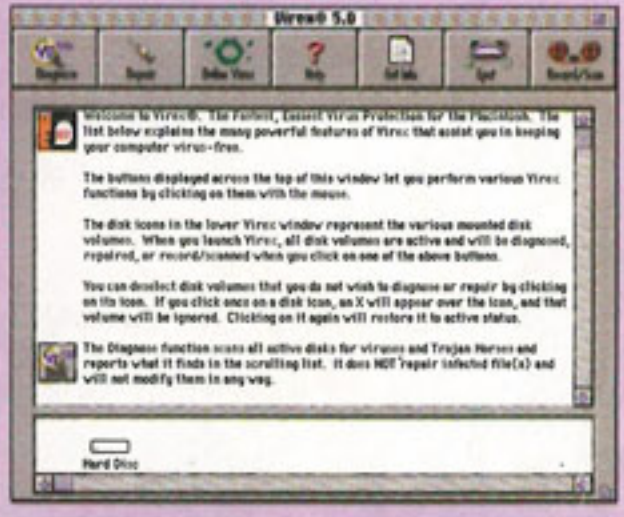 Virex® 5.0
Diagnose Repair Define Virus Help Get Info Eject Record/Scan
Welcome to Virex®. The Fastest, Easiest Virus Protection for the Macintosh. The
list below explains the many powerful features of Virex that assist you in keeping
your computer virus-free.
The buttons displayed across the top of this window let you perform various Virex
functions by clicking on them with the mouse.
The disk icons in the lower Virex window represent the various mounted disk
volumes. When you launch Virex, all disk volumes are active and will be diagnosed,
repaired, or record/scanned when you click on one of the above buttons.
You can deselect disk volumes that you do not wish to diagnose or repair by clicking
on its icon. If you click once on a disk icon, an X will appear over the icon, and that
volume will be ignored. Clicking on it again will restore it to active status.
The Diagnose function scans all active disks for viruses and Trojan Horses and
reports what it finds in the scrolling list. It does NOT repair infected file(s) and
will not modify them in any way.
Hard Disc